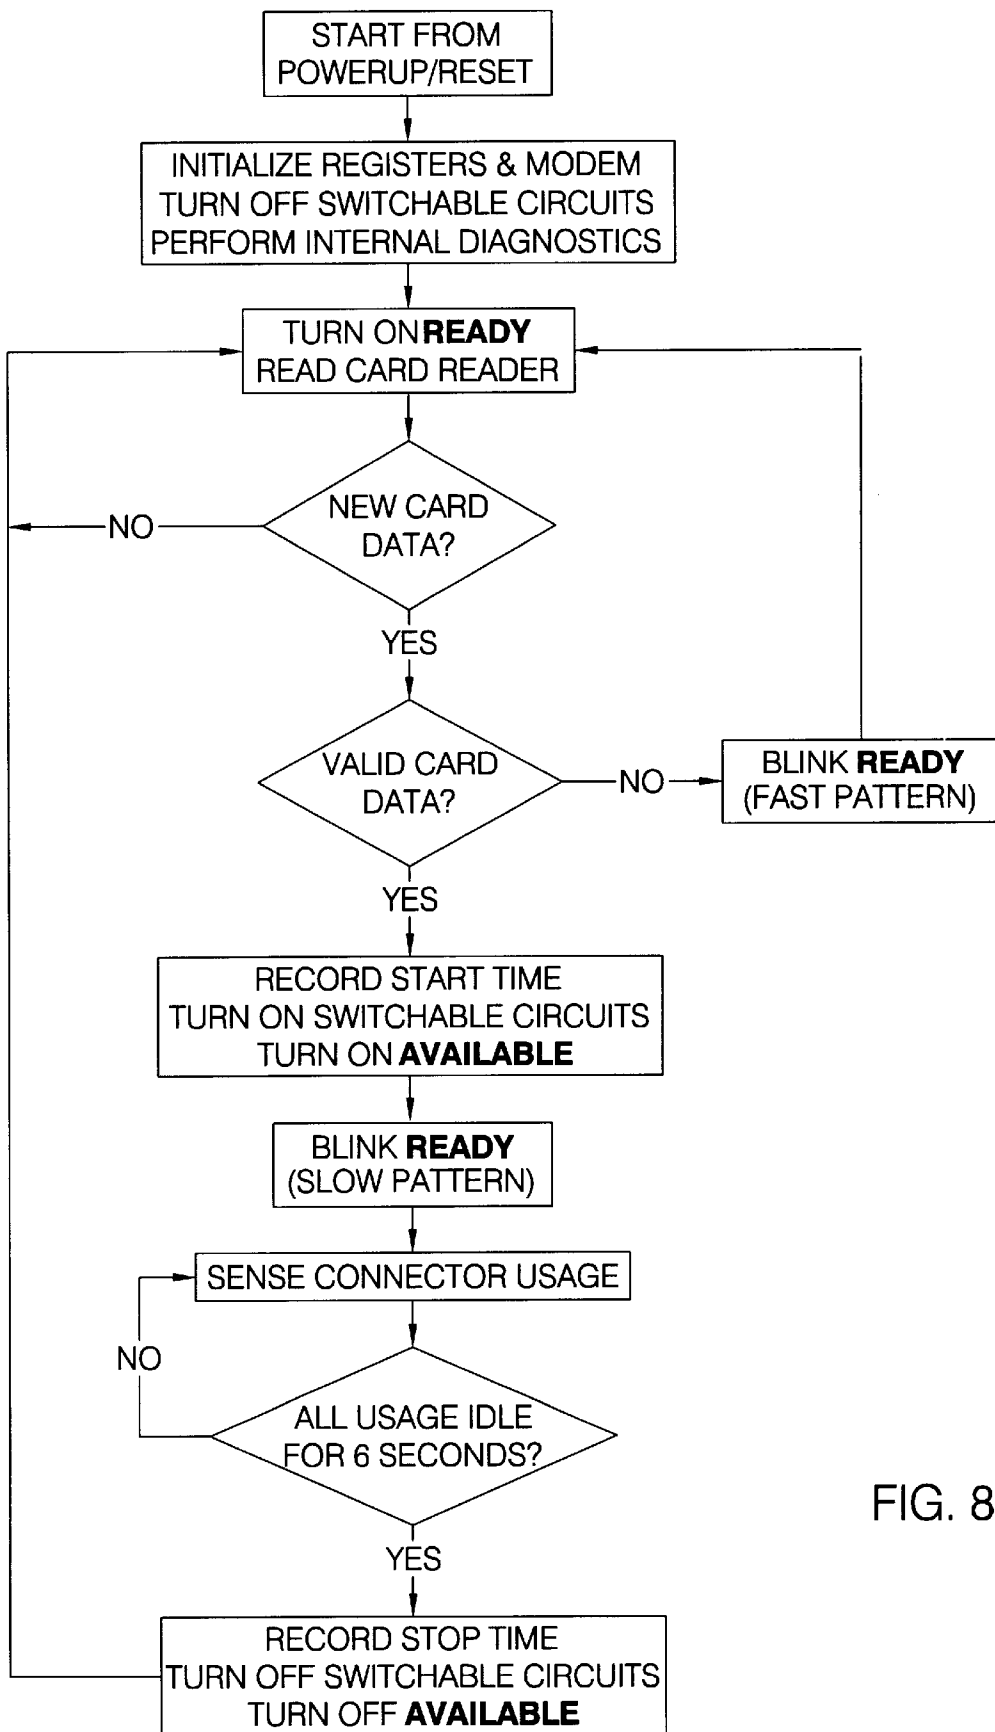 START FROM
POWERUP/RESET
INITIALIZE REGISTERS & MODEM
TURN OFF SWITCHABLE CIRCUITS
PERFORM INTERNAL DIAGNOSTICS
TURN ON READY
READ CARD READER
NEW CARD
DATA?
NO
YES
VALID CARD
DATA?
NO
BLINK READY
(FAST PATTERN)
YES
RECORD START TIME
TURN ON SWITCHABLE CIRCUITS
TURN ON AVAILABLE
BLINK READY
(SLOW PATTERN)
SENSE CONNECTOR USAGE
NO
ALL USAGE IDLE
FOR 6 SECONDS?
FIG. 8
YES
RECORD STOP TIME
TURN OFF SWITCHABLE CIRCUITS
TURN OFF AVAILABLE